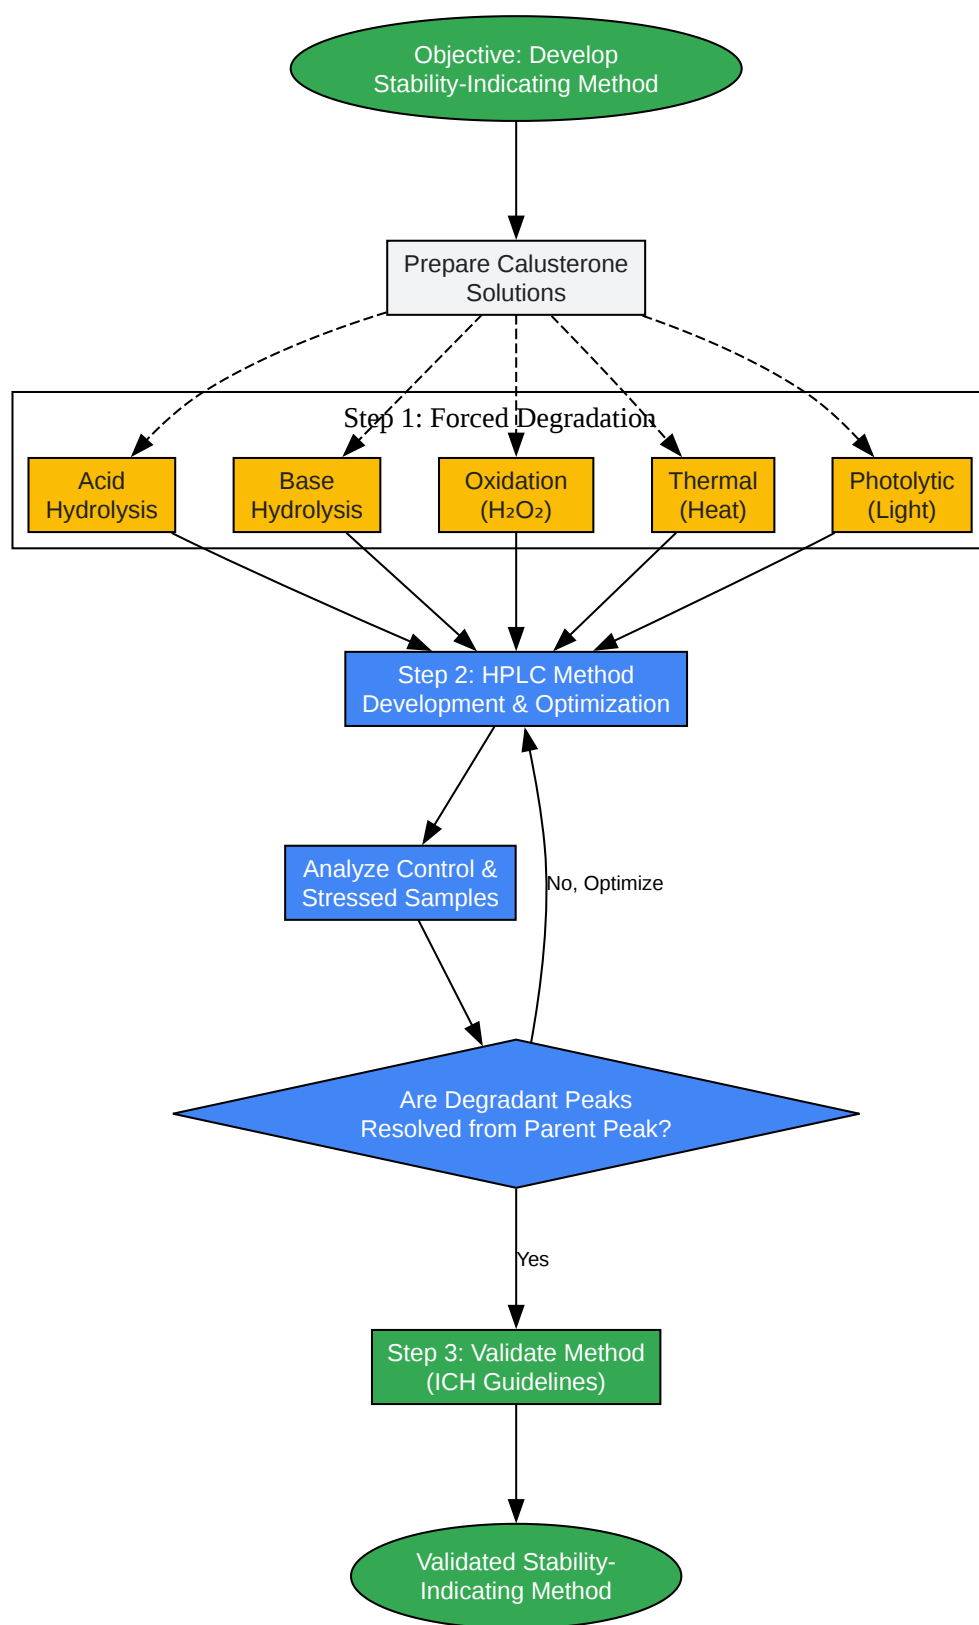 Objective: Develop
Stability-Indicating Method
Prepare Calusterone
Solutions
Step 1: Forced Degradation
Acid
Hydrolysis
Base
Hydrolysis
Oxidation
(H₂O₂)
Thermal
(Heat)
Photolytic
(Light)
Step 2: HPLC Method
Development & Optimization
Analyze Control &
Stressed Samples
No, Optimize
Are Degradant Peaks
Resolved from Parent Peak?
Yes
Step 3: Validate Method
(ICH Guidelines)
Validated Stability-
Indicating Method